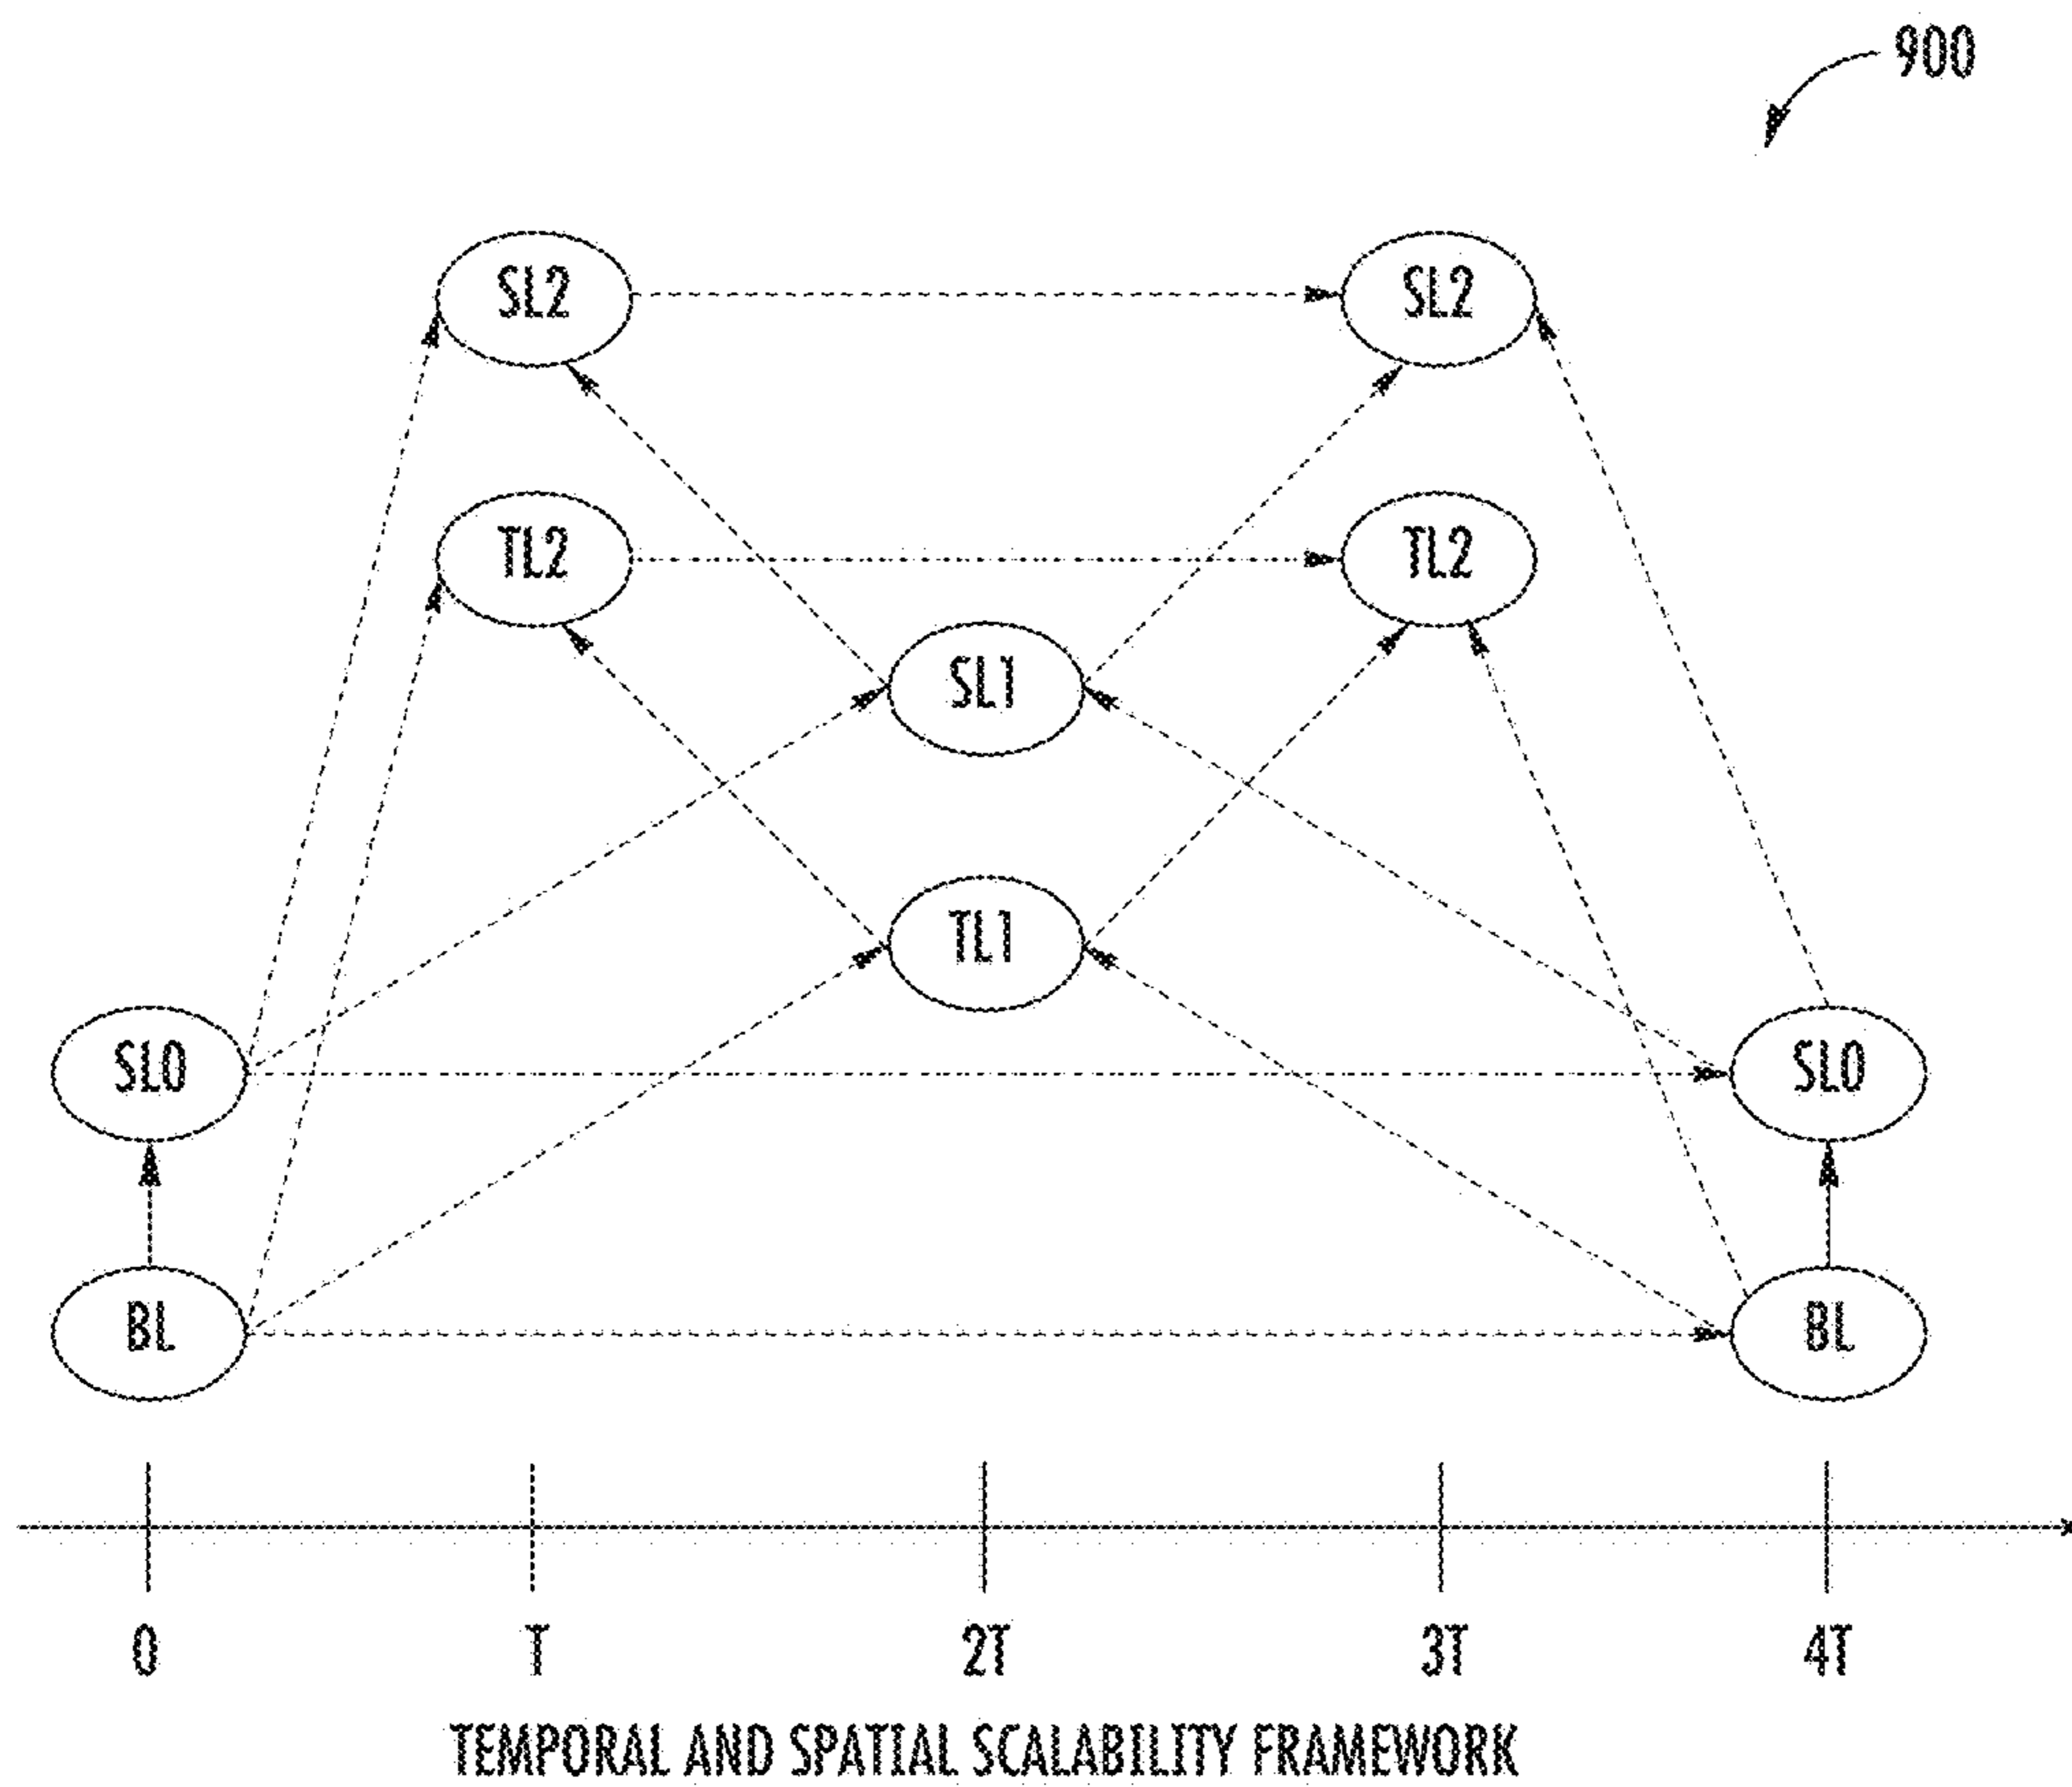 900
SL2 SL2
TL2 TL2
SL1
TL1
SL0 SL0
BL BL
0 T 2T 3T 4T
TEMPORAL AND SPATIAL SCALABILITY FRAMEWORK